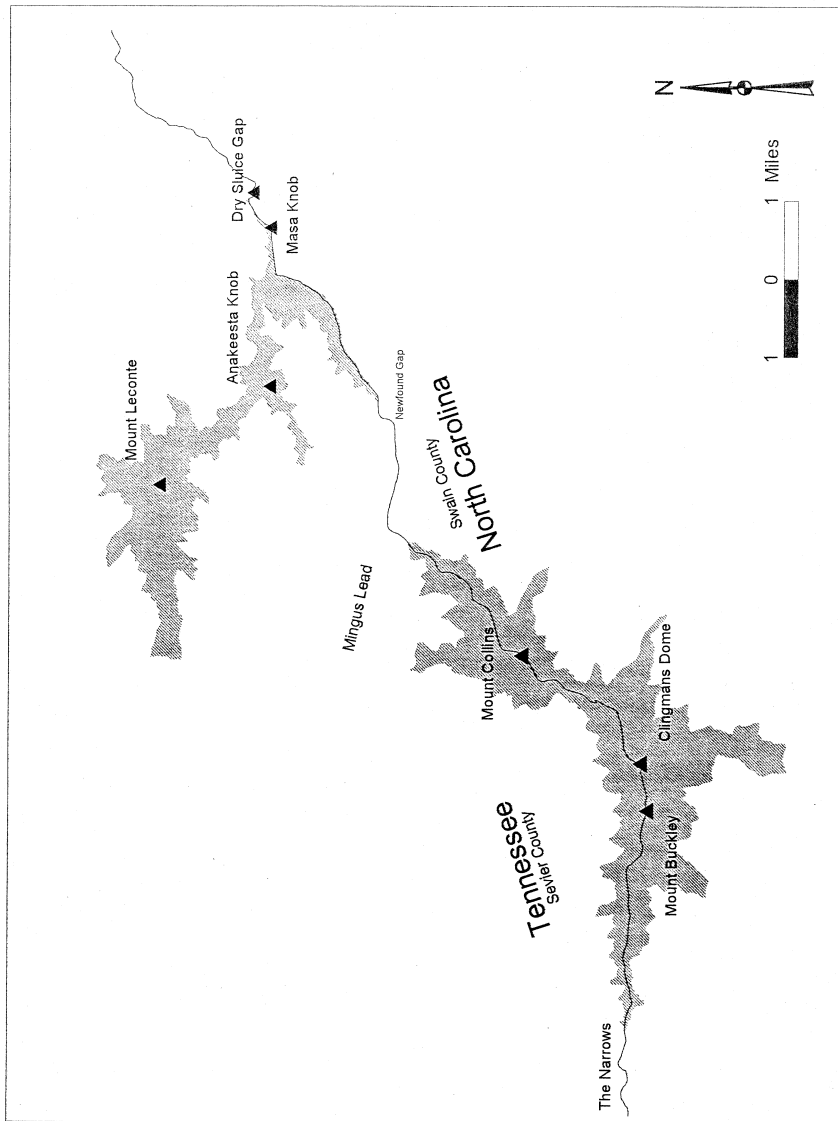 Mount Leconte
Anakeesta Knob
Dry Sluice Gap
Masa Knob
Newfound Gap
Mingus Lead
Swain County
North Carolina
Mount Collins
Clingmans Dome
Tennessee
Sevier County
Mount Buckley
The Narrows
N
1 0 1 Miles